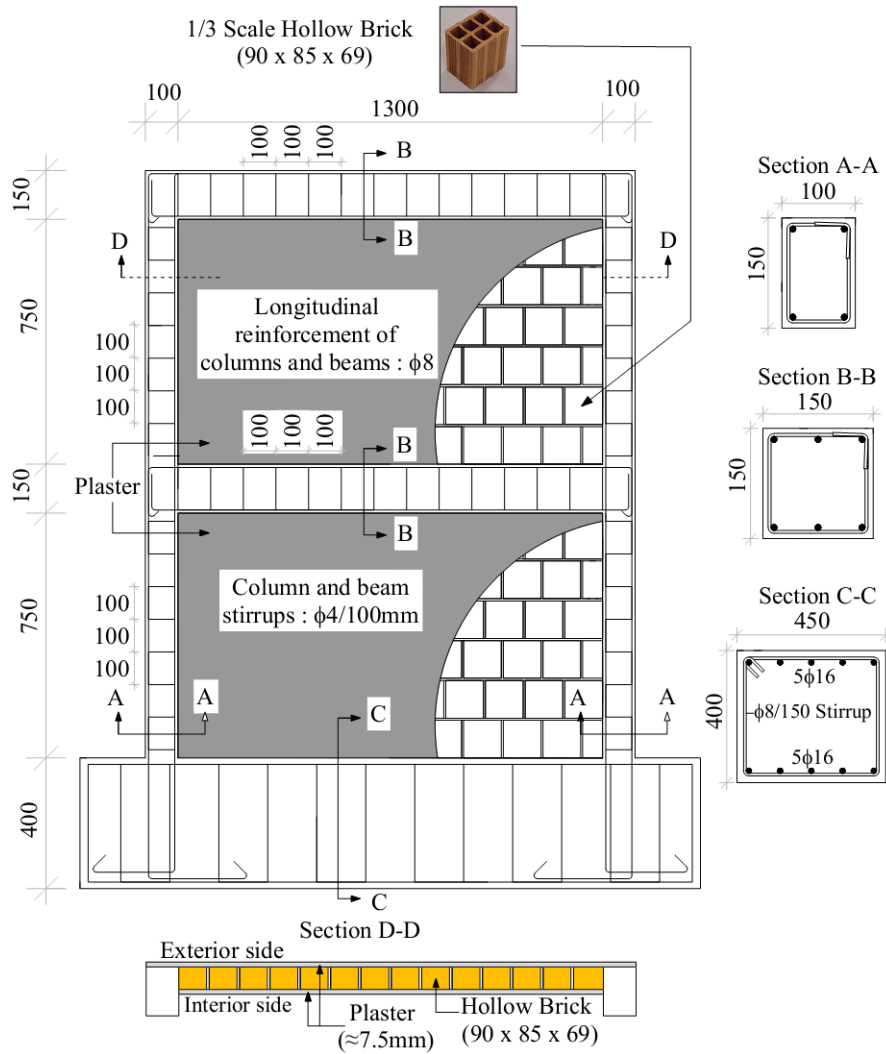 1/3 Scale Hollow Brick
(90 x 85 x 69)
100
1300
100
100
100
100
B
150
B
D
D
750
Longitudinal
reinforcement of
columns and beams : ϕ8
100
100
100
100
100
100
B
Plaster
150
B
Column and beam
stirrups : ϕ4/100mm
750
100
100
100
A
A
A
A
C
400
C
Section A-A
100
150
Section B-B
150
150
Section C-C
450
400
5ϕ16
ϕ8/150 Stirrup
5ϕ16
Section D-D
Exterior side
Interior side
Plaster
(≈7.5mm)
Hollow Brick
(90 x 85 x 69)